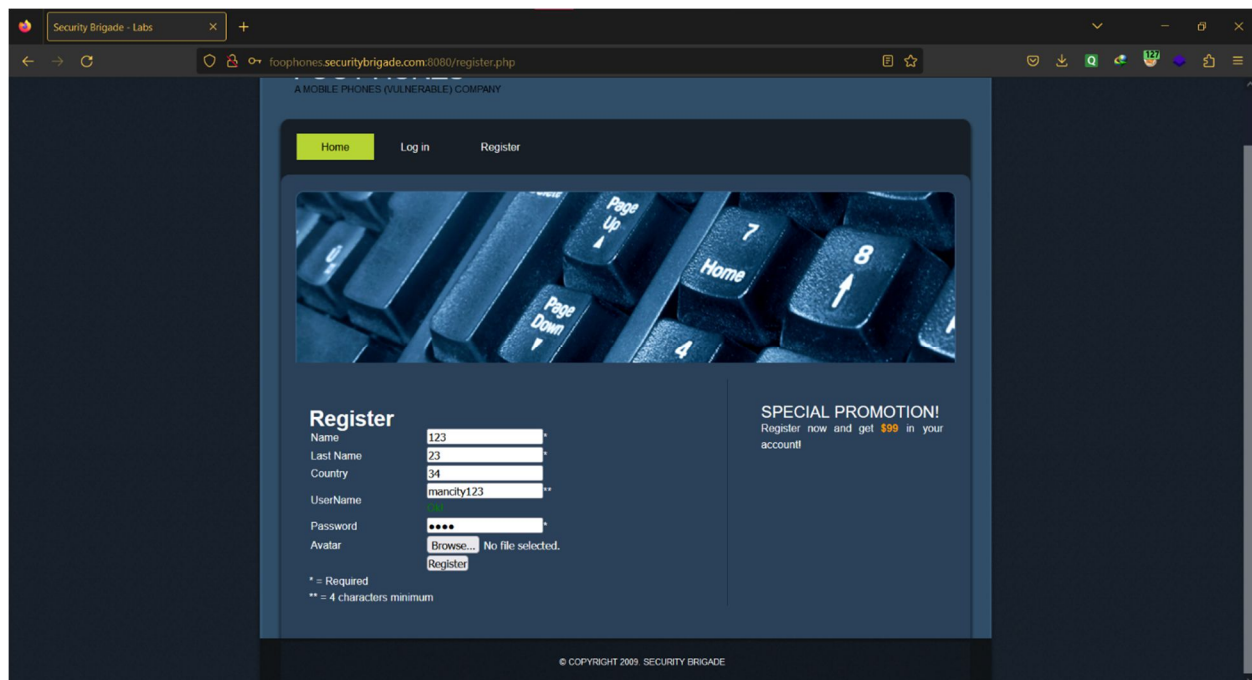 Security Brigade - Labs
foophones.securitybrigade.com:8080/register.php
127
A MOBILE PHONES (VULNERABLE) COMPANY
Home Log in Register
Page Up
7 Home
8
Page Down
4
Register
Name 123 *
Last Name 23 *
Country 34
UserName mancity123 **
Password •••• *
Avatar Browse... No file selected.
Register
* = Required
** = 4 characters minimum
SPECIAL PROMOTION!
Register now and get $99 in your
account!
© COPYRIGHT 2009. SECURITY BRIGADE